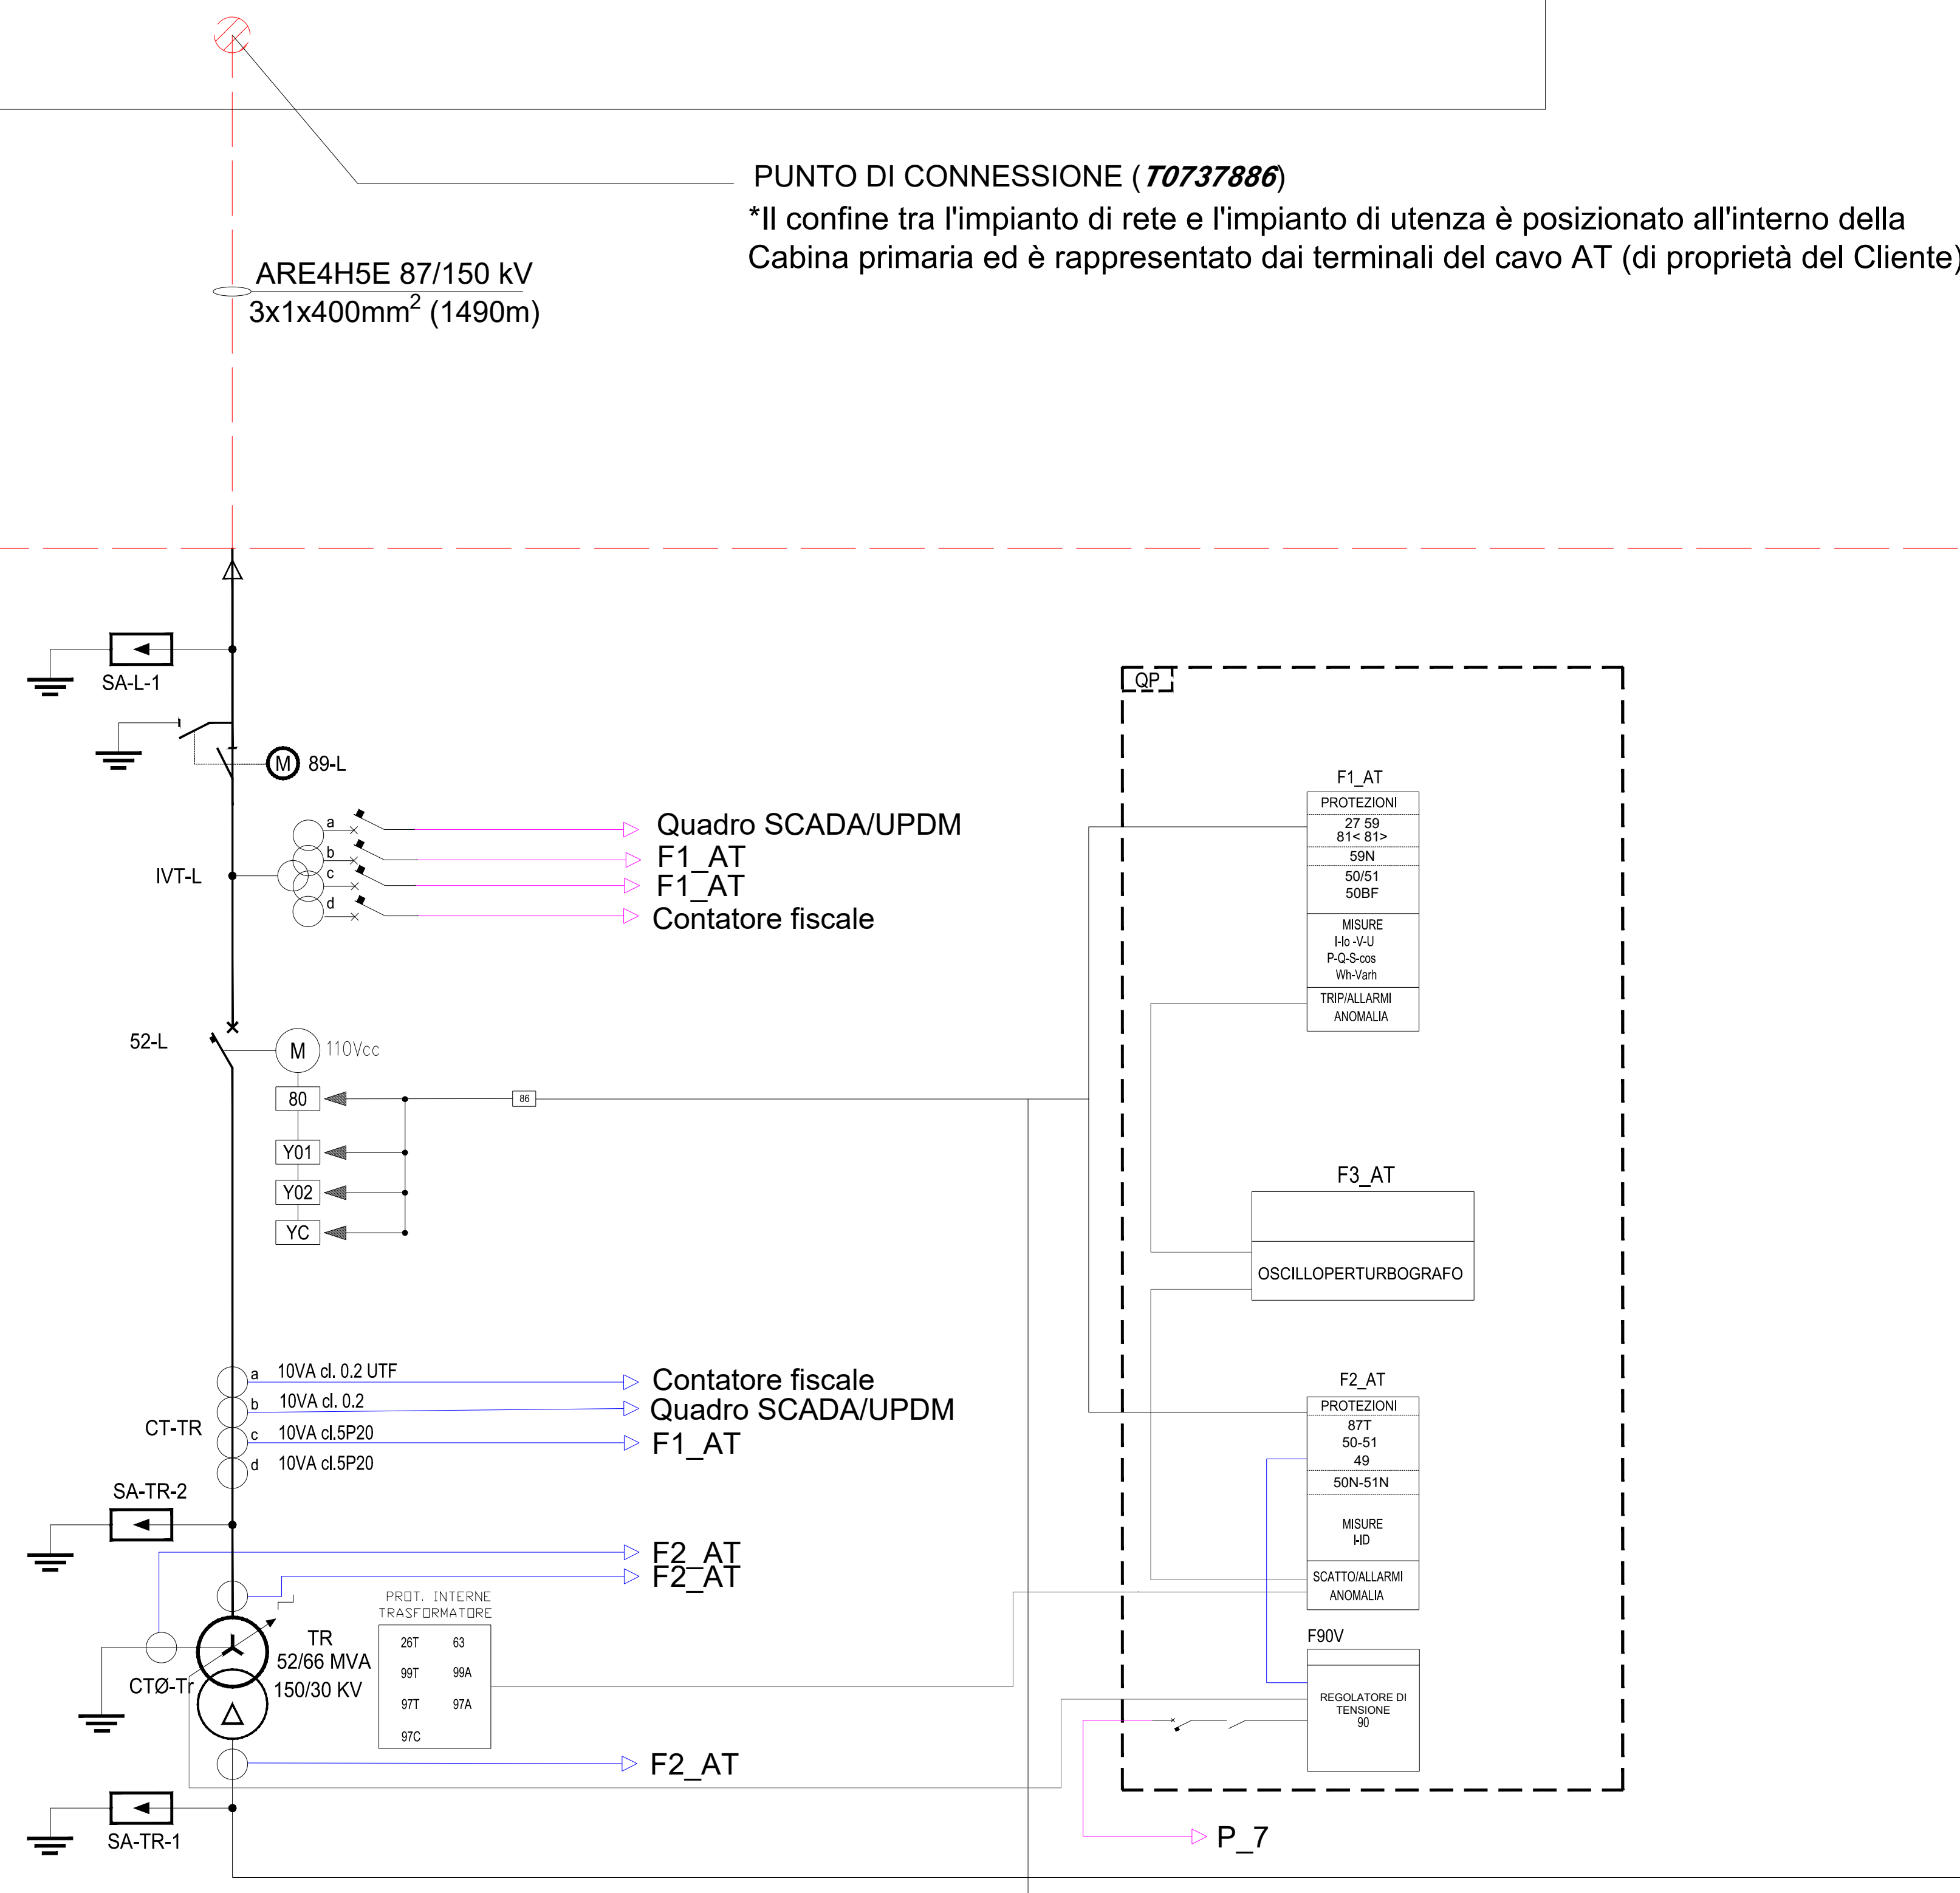 PUNTO DI CONNESSIONE (T0737886)
*Il confine tra l'impianto di rete e l'impianto di utenza è posizionato all'interno della
Cabina primaria ed è rappresentato dai terminali del cavo AT (di proprietà del Cliente)
ARE4H5E 87/150 kV
3x1x400mm² (1490m)
SA-L-1
M
89-L
IVT-L
a
b
c
d
Quadro SCADA/UPDM
F1_AT
F1_AT
Contatore fiscale
52-L
M
110Vcc
80
86
Y01
Y02
YC
CT-TR
a 10VA cl. 0.2 UTF
b 10VA cl. 0.2
c 10VA cl.5P20
d 10VA cl.5P20
Contatore fiscale
Quadro SCADA/UPDM
F1_AT
SA-TR-2
F2_AT
F2_AT
TR
52/66 MVA
150/30 KV
CTØ-Tr
PROT. INTERNE
TRASFORMATORE
26T 63
99T 99A
97T 97A
97C
F2_AT
SA-TR-1
QP
F1_AT
PROTEZIONI
27 59
81< 81>
59N
50/51
50BF
MISURE
I-Io -V-U
P-Q-S-cos
Wh-Varh
TRIP/ALLARMI
ANOMALIA
F3_AT
OSCILLOPERTURBOGRAFO
F2_AT
PROTEZIONI
87T
50-51
49
50N-51N
MISURE
I-ID
SCATTO/ALLARMI
ANOMALIA
F90V
REGOLATORE DI
TENSIONE
90
P_7